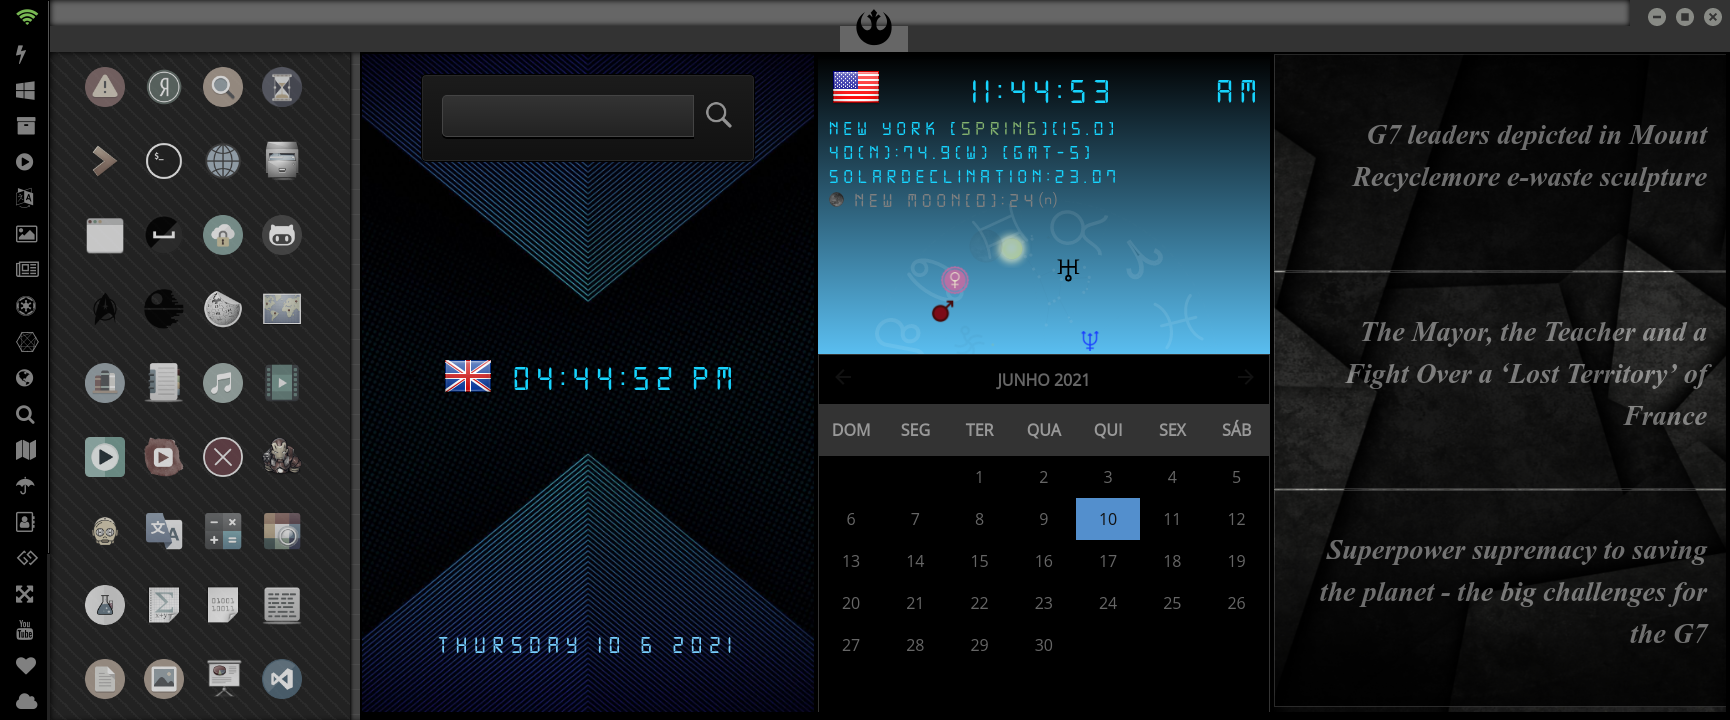 11:44:53 AM
NEW YORK [SPRING][15.0]
40(N):74.9(W) [GMT-5]
SOLARDECLINATION:23.07
NEW MOON[0]:24(n)
04:44:52 PM
THURSDAY 10 6 2021
JUNHO 2021
DOM SEG TER QUA QUI SEX SÁB
1 2 3 4 5
6 7 8 9 10 11 12
13 14 15 16 17 18 19
20 21 22 23 24 25 26
27 28 29 30
G7 leaders depicted in Mount
Recyclemore e-waste sculpture
The Mayor, the Teacher and a
Fight Over a ‘Lost Territory’ of
France
Superpower supremacy to saving
the planet - the big challenges for
the G7
You
Tube
Я
$_
文 A
Σ
01001
10011